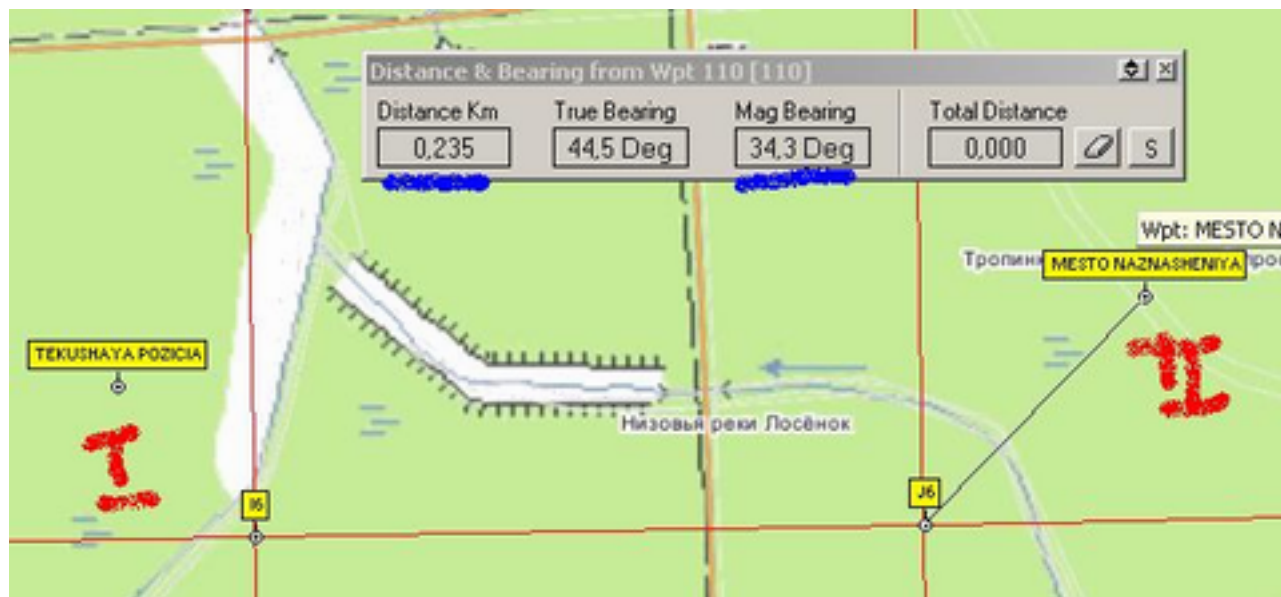 Distance & Bearing from Wpt 110 [110]
Distance Km True Bearing Mag Bearing Total Distance
0,235 44,5 Deg 34,3 Deg 0,000 S
Wpt: MESTO N
MESTO NAZNASHENIYA
TEKUSHAYA POZICIA
I
II
Низовья реки Лосёнок
I6
J6